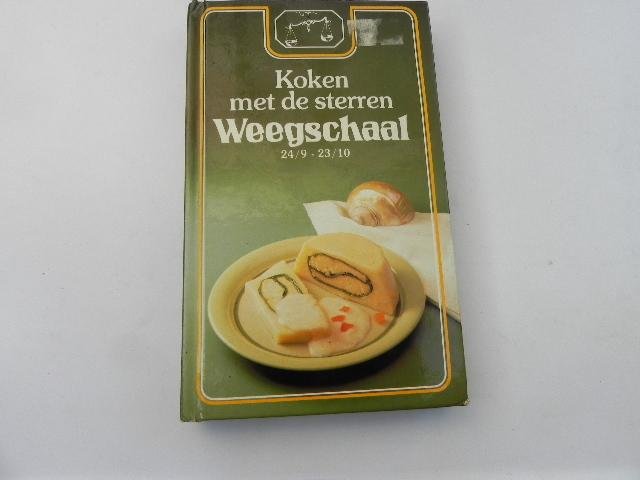 Koken
met de sterren
Weegschaal
24/9 - 23/10